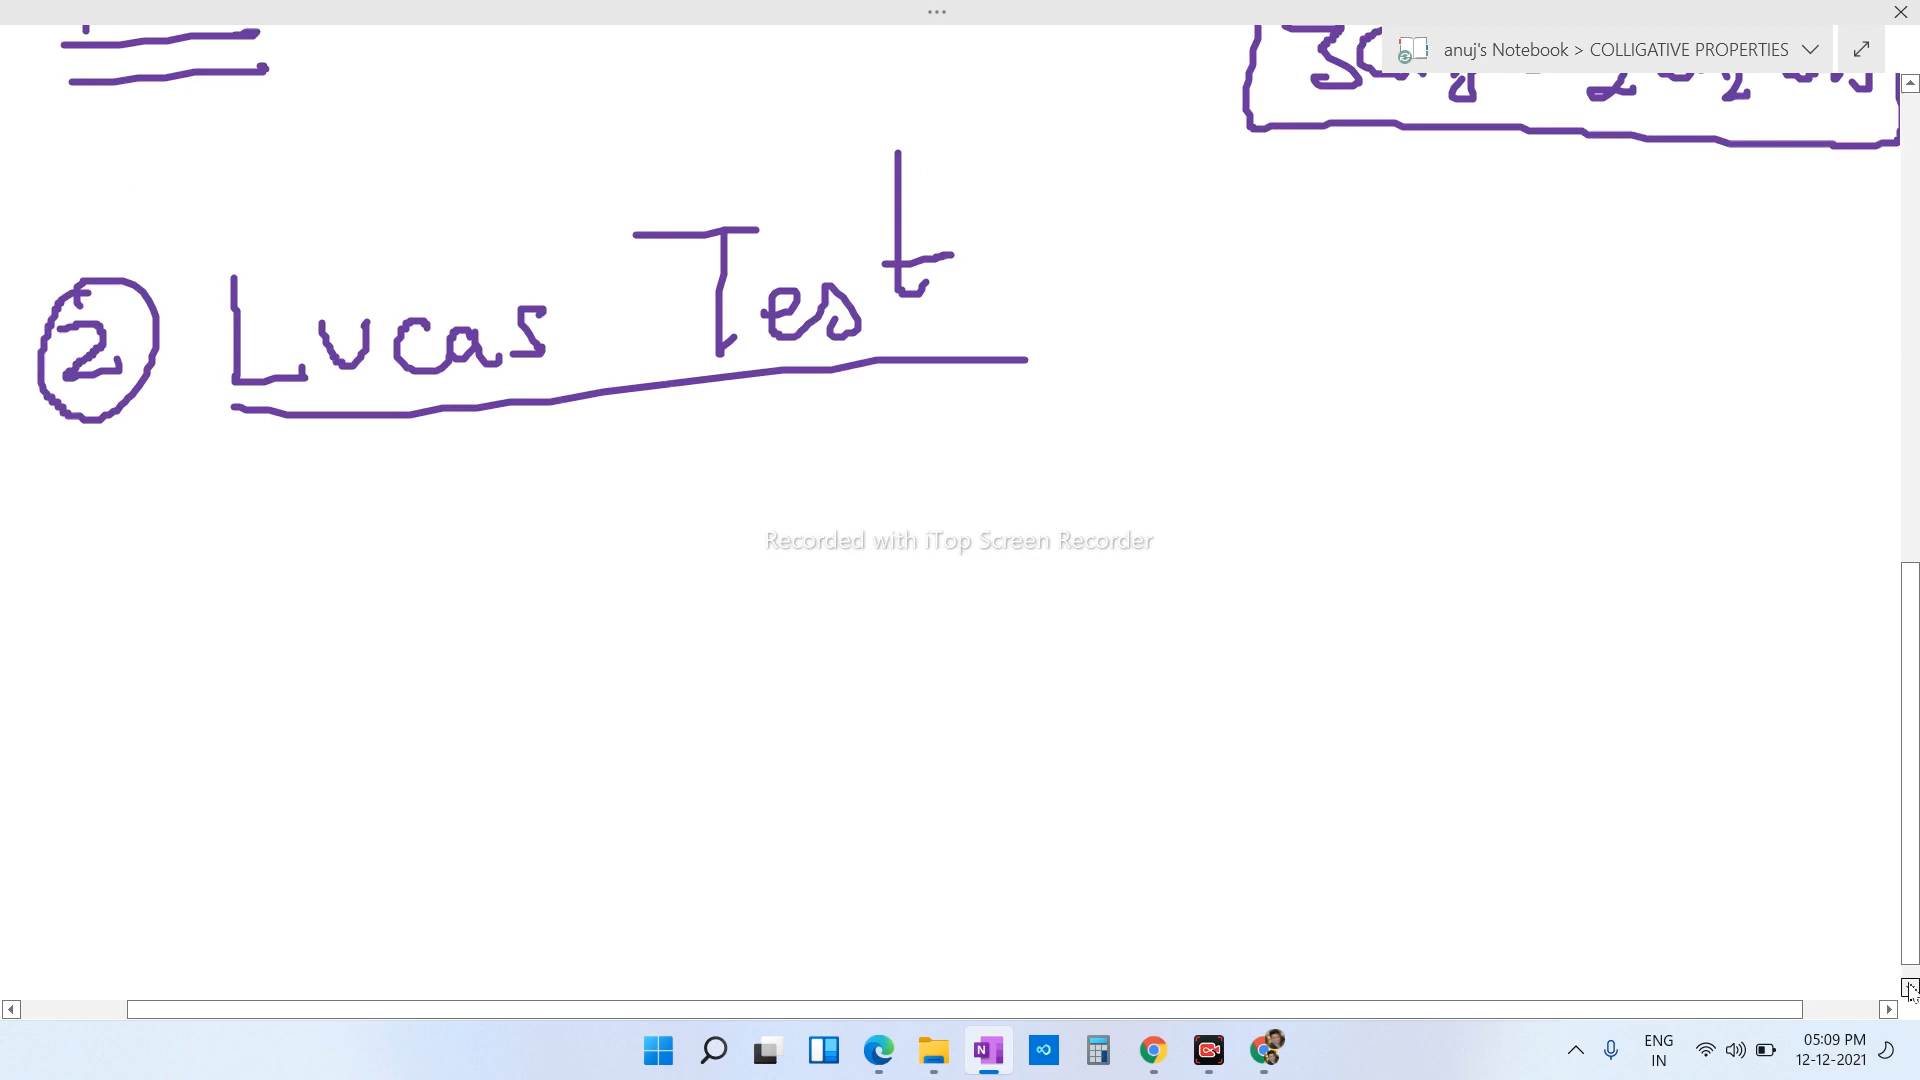 anuj's Notebook > COLLIGATIVE PROPERTIES
② Lucas Test
Recorded with iTop Screen Recorder
ENG
IN
05:09 PM
12-12-2021